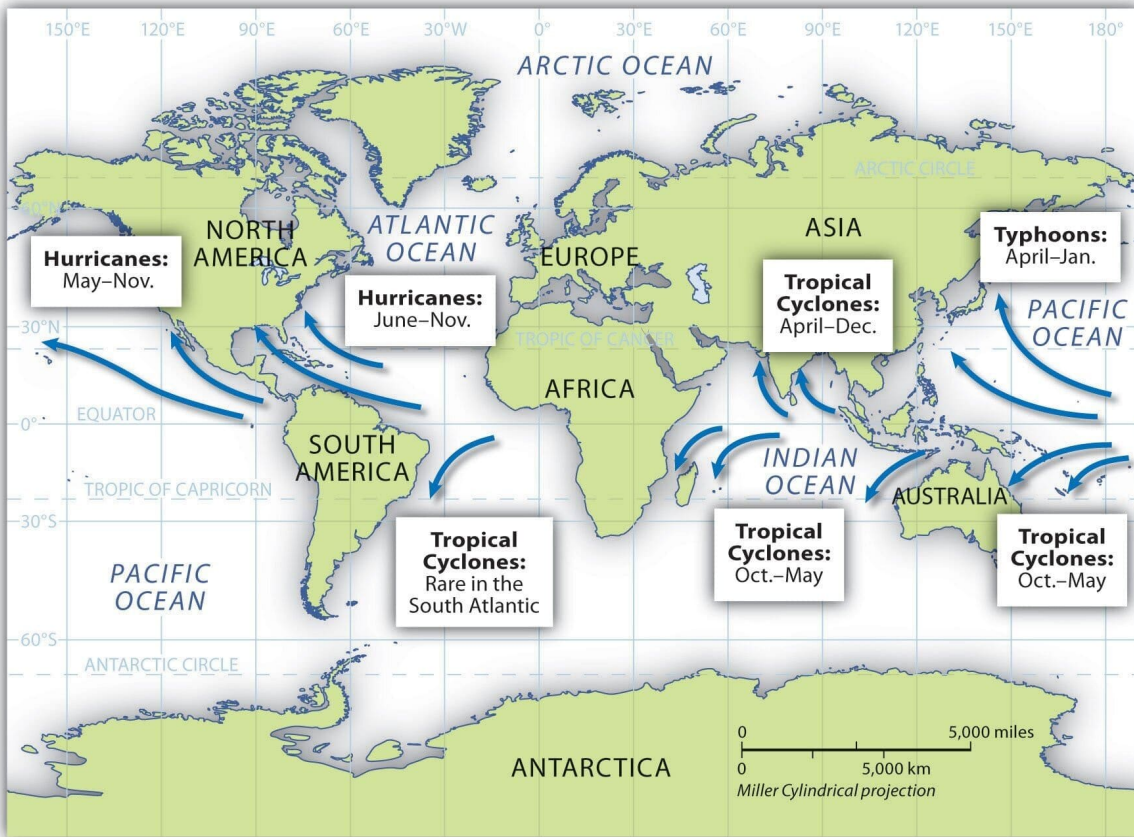 150°E 120°E 90°E 60°W 30°W 0° 30°E 60°E 90°E 120°E 150°E 180°
ARCTIC OCEAN
ARCTIC CIRCLE
60°N
NORTH
AMERICA
ATLANTIC
OCEAN
EUROPE
ASIA
Hurricanes:
May–Nov.
Hurricanes:
June–Nov.
Tropical
Cyclones:
April–Dec.
Typhoons:
April–Jan.
PACIFIC
OCEAN
30°N
TROPIC OF CANCER
AFRICA
EQUATOR
0°
SOUTH
AMERICA
INDIAN
OCEAN
TROPIC OF CAPRICORN
AUSTRALIA
30°S
Tropical
Cyclones:
Rare in the
South Atlantic
Tropical
Cyclones:
Oct.–May
Tropical
Cyclones:
Oct.–May
PACIFIC
OCEAN
60°S
ANTARCTIC CIRCLE
ANTARCTICA
0 5,000 miles
0 5,000 km
Miller Cylindrical projection